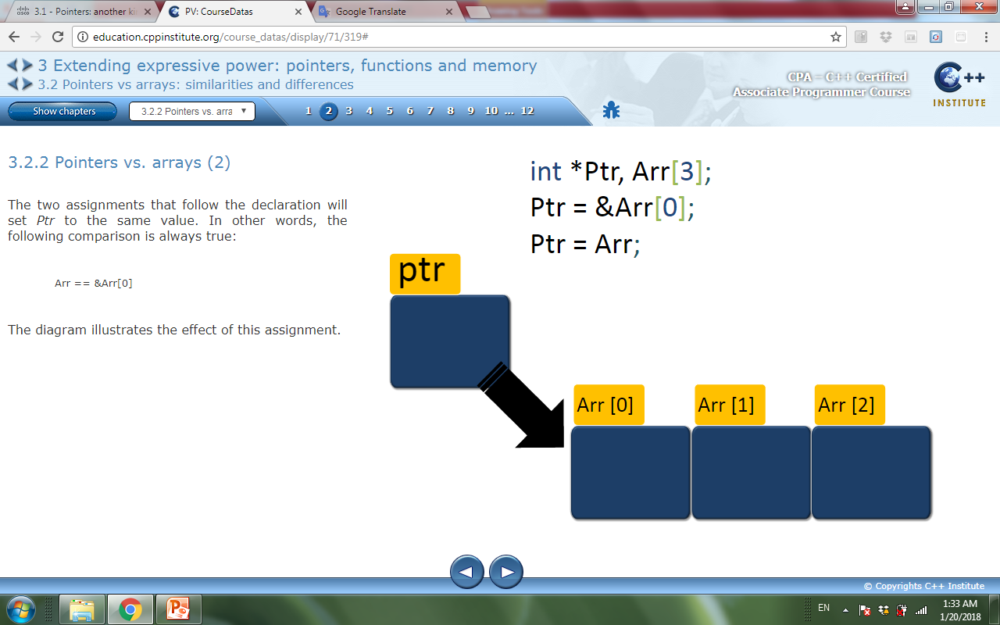 3.1 - Pointers: another ki
PV: CourseDatas
Google Translate
education.cppinstitute.org/course_datas/display/71/319#
3 Extending expressive power: pointers, functions and memory
3.2 Pointers vs arrays: similarities and differences
CPA – C++ Certified
Associate Programmer Course
C++
INSTITUTE
Show chapters
3.2.2 Pointers vs. arra
1 2 3 4 5 6 7 8 9 10 ... 12
3.2.2 Pointers vs. arrays (2)
The two assignments that follow the declaration will
set Ptr to the same value. In other words, the
following comparison is always true:
Arr == &Arr[0]
The diagram illustrates the effect of this assignment.
int *Ptr, Arr[3];
Ptr = &Arr[0];
Ptr = Arr;
ptr
Arr [0]
Arr [1]
Arr [2]
© Copyrights C++ Institute
EN
1:33 AM
1/20/2018